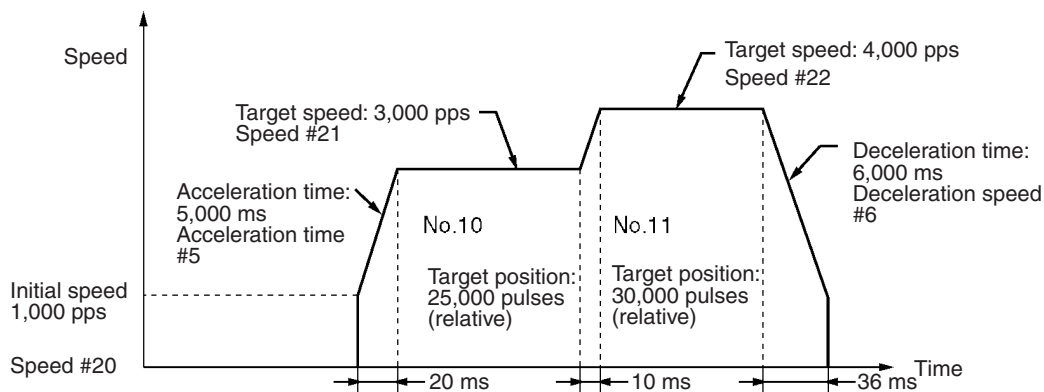 Speed
Target speed: 4,000 pps
Speed #22
Target speed: 3,000 pps
Speed #21
Deceleration time:
6,000 ms
Deceleration speed
#6
Acceleration time:
5,000 ms
Acceleration time
#5
No.10
No.11
Target position:
25,000 pulses
(relative)
Target position:
30,000 pulses
(relative)
Initial speed
1,000 pps
Speed #20
Time
20 ms
10 ms
36 ms